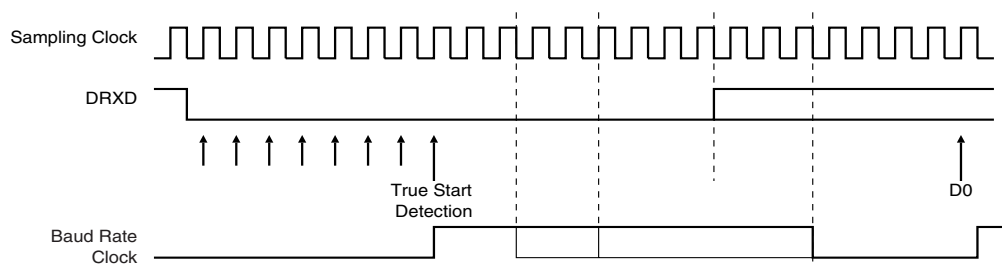 Sampling Clock
DRXD
True Start
Detection
D0
Baud Rate
Clock